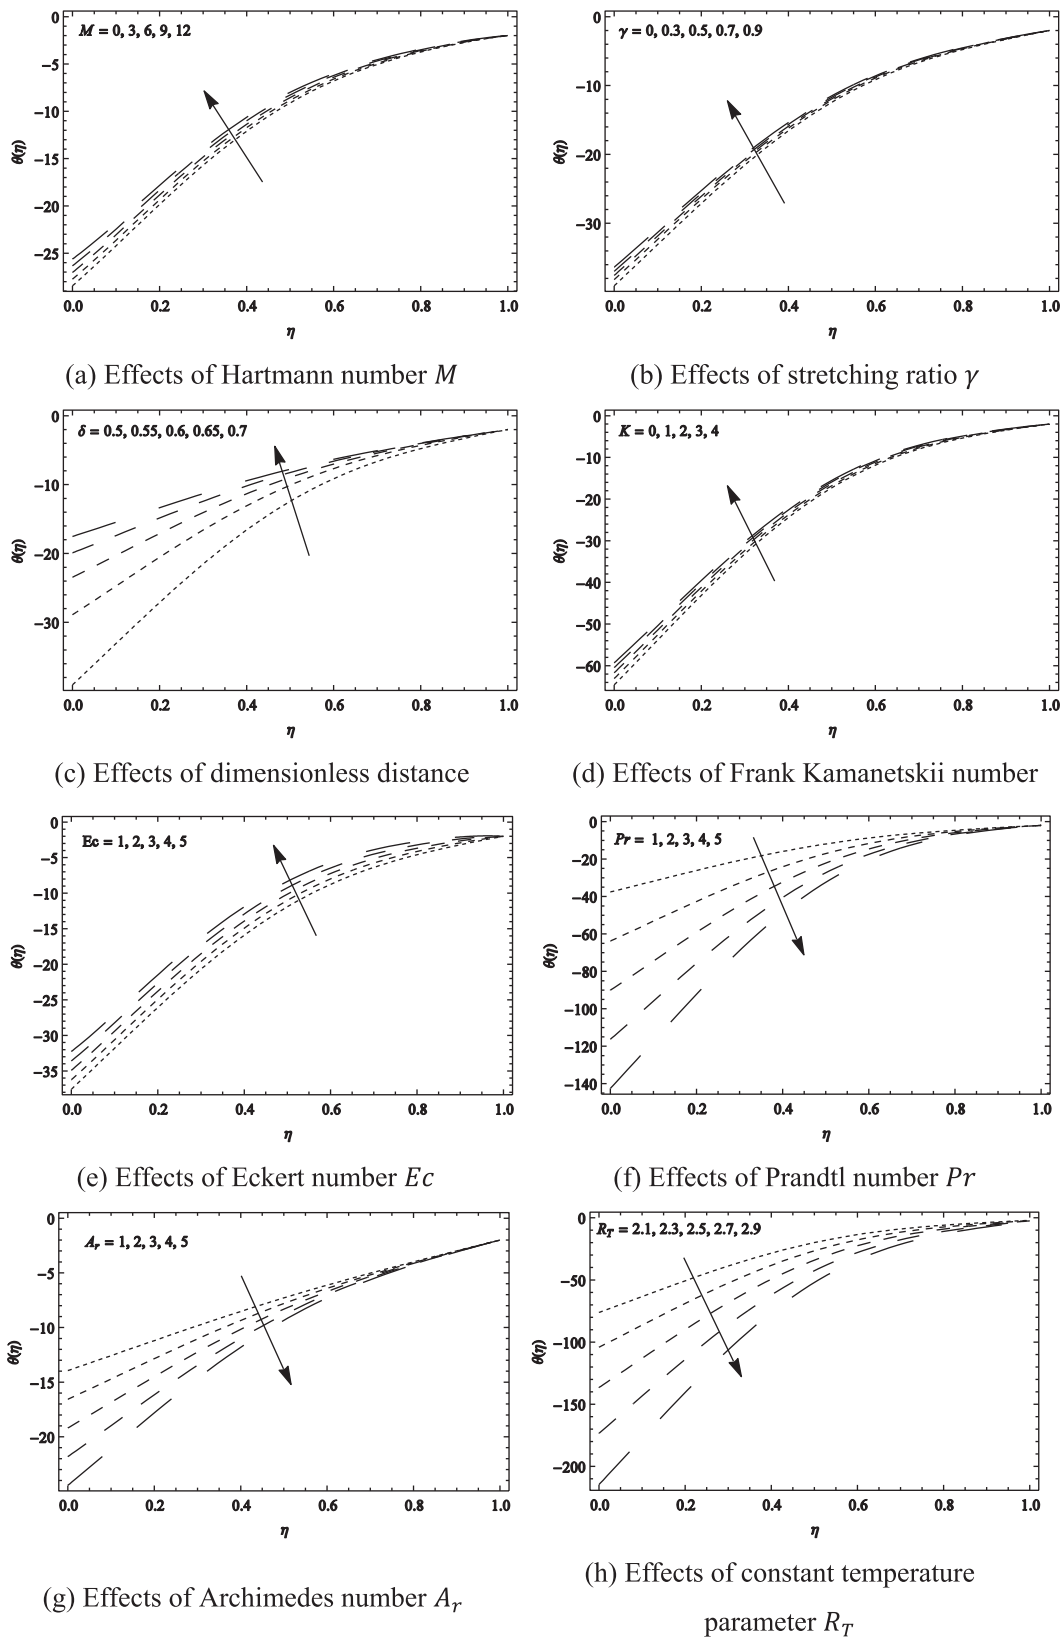 M = 0, 3, 6, 9, 12
0
−5
−10
−15
−20
−25
θ(η)
0.0 0.2 0.4 0.6 0.8 1.0
η
(a) Effects of Hartmann number M
γ = 0, 0.3, 0.5, 0.7, 0.9
0
−10
−20
−30
θ(η)
0.0 0.2 0.4 0.6 0.8 1.0
η
(b) Effects of stretching ratio γ
δ = 0.5, 0.55, 0.6, 0.65, 0.7
0
−10
−20
−30
θ(η)
0.0 0.2 0.4 0.6 0.8 1.0
η
(c) Effects of dimensionless distance
K = 0, 1, 2, 3, 4
0
−10
−20
−30
−40
−50
−60
θ(η)
0.0 0.2 0.4 0.6 0.8 1.0
η
(d) Effects of Frank Kamanetskii number
Ec = 1, 2, 3, 4, 5
0
−5
−10
−15
−20
−25
−30
−35
θ(η)
0.0 0.2 0.4 0.6 0.8 1.0
η
(e) Effects of Eckert number Ec
Pr = 1, 2, 3, 4, 5
0
−20
−40
−60
−80
−100
−120
−140
θ(η)
0.0 0.2 0.4 0.6 0.8 1.0
η
(f) Effects of Prandtl number Pr
A_r = 1, 2, 3, 4, 5
0
−5
−10
−15
−20
θ(η)
0.0 0.2 0.4 0.6 0.8 1.0
η
(g) Effects of Archimedes number A_r
R_T = 2.1, 2.3, 2.5, 2.7, 2.9
0
−50
−100
−150
−200
θ(η)
0.0 0.2 0.4 0.6 0.8 1.0
η
(h) Effects of constant temperature
parameter R_T